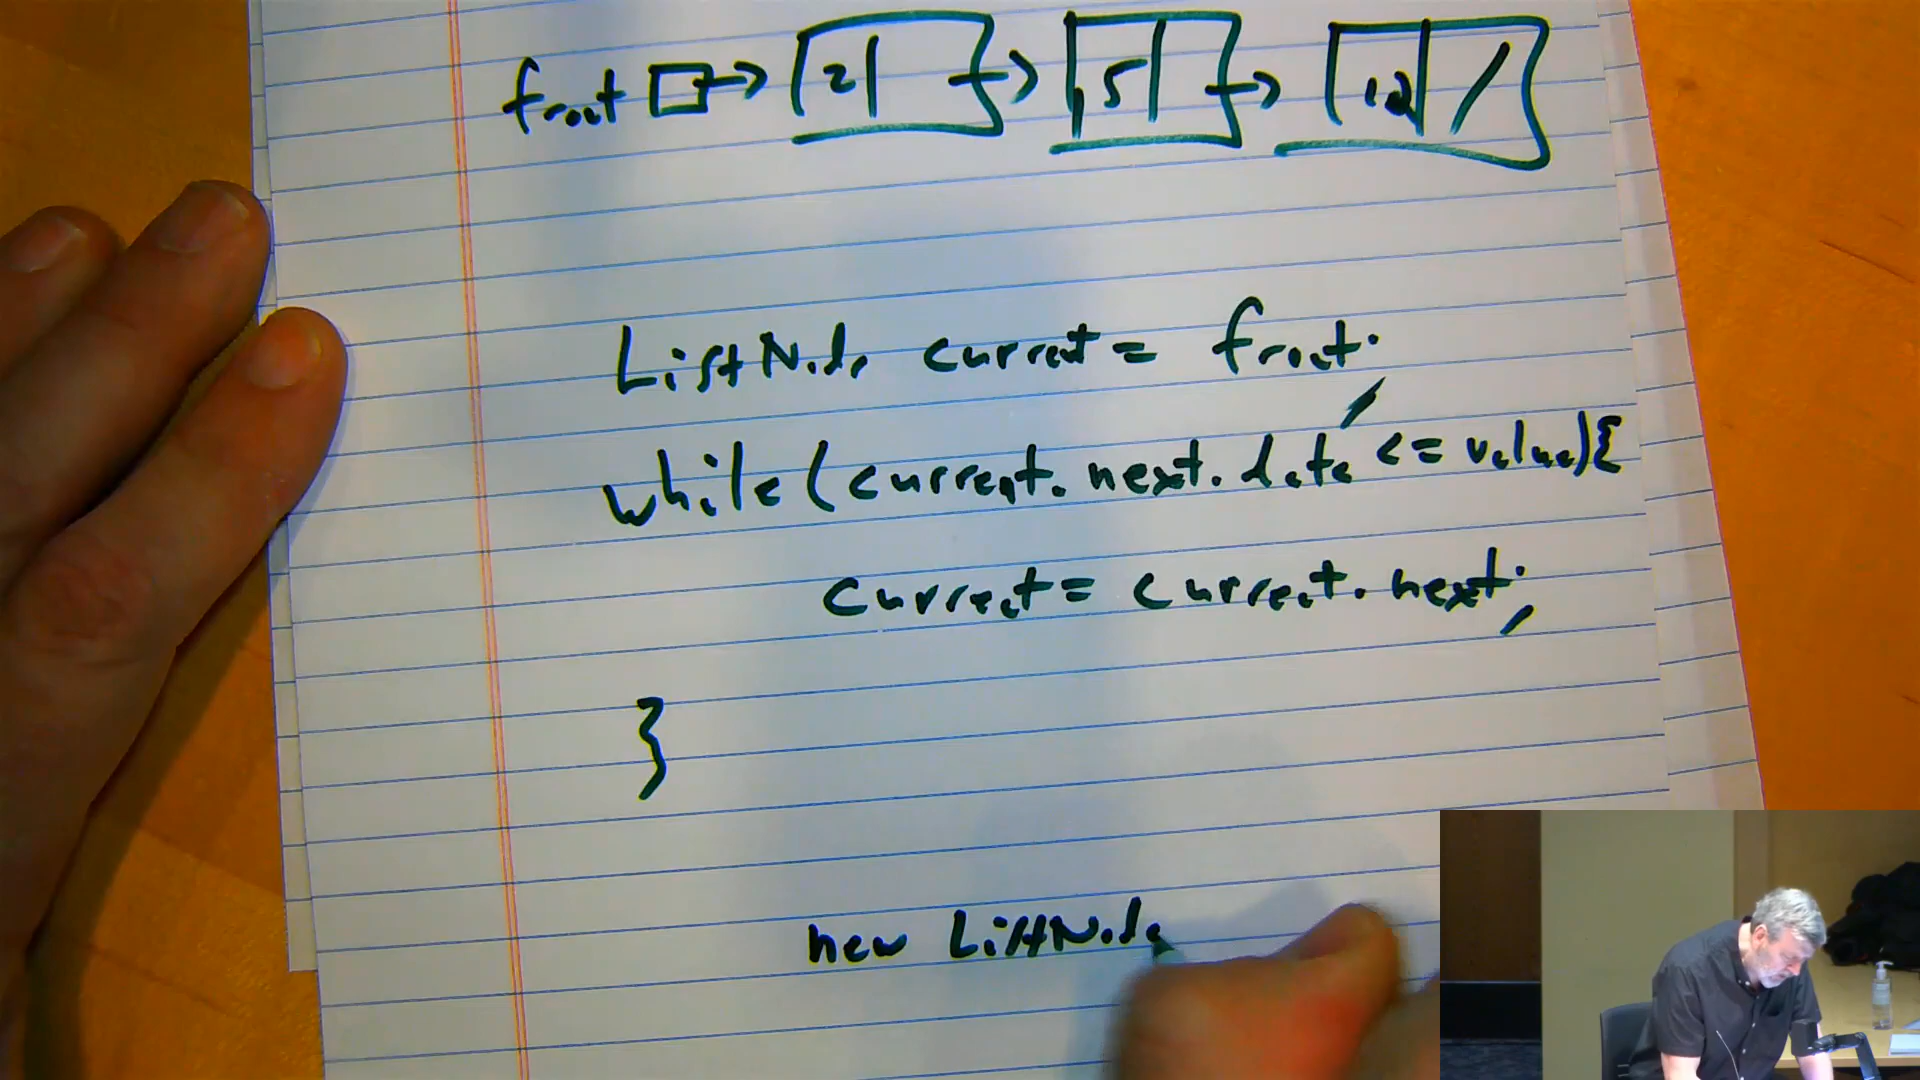 front 2 5 12
ListNode current = front;
while (current.next.data <= value) {
current = current.next;
}
new ListNode